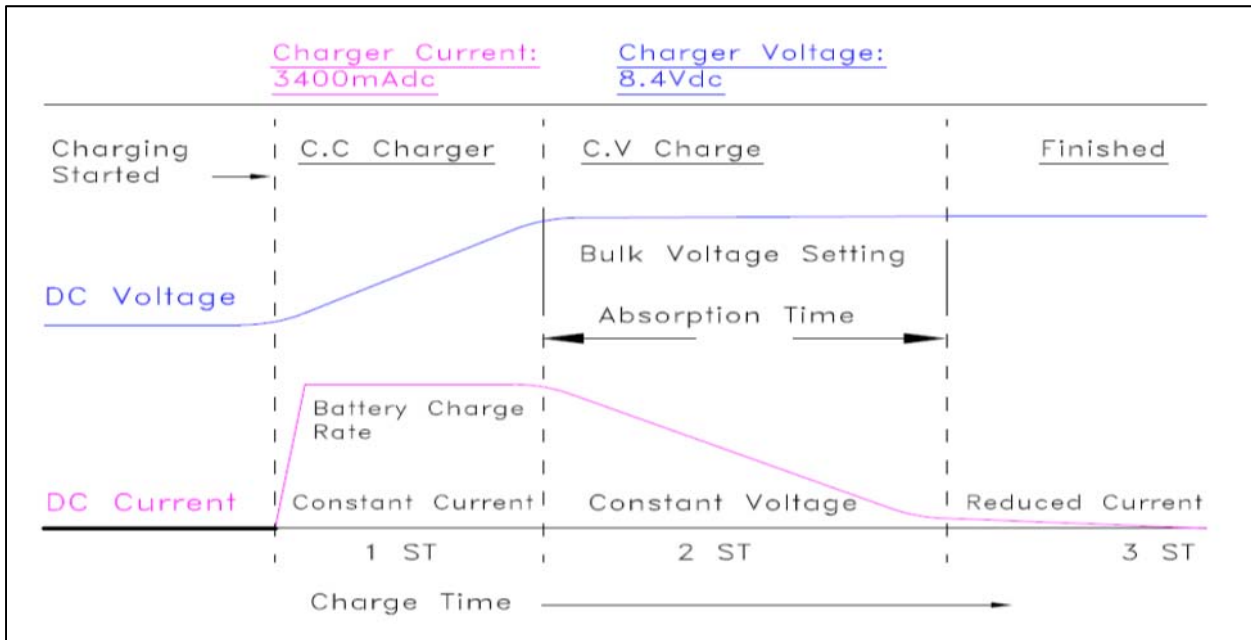 Charger Current:
3400mAdc
Charger Voltage:
8.4Vdc
Charging
Started
C.C Charger
C.V Charge
Finished
Bulk Voltage Setting
DC Voltage
Absorption Time
Battery Charge
Rate
DC Current
Constant Current
Constant Voltage
Reduced Current
1 ST
2 ST
3 ST
Charge Time